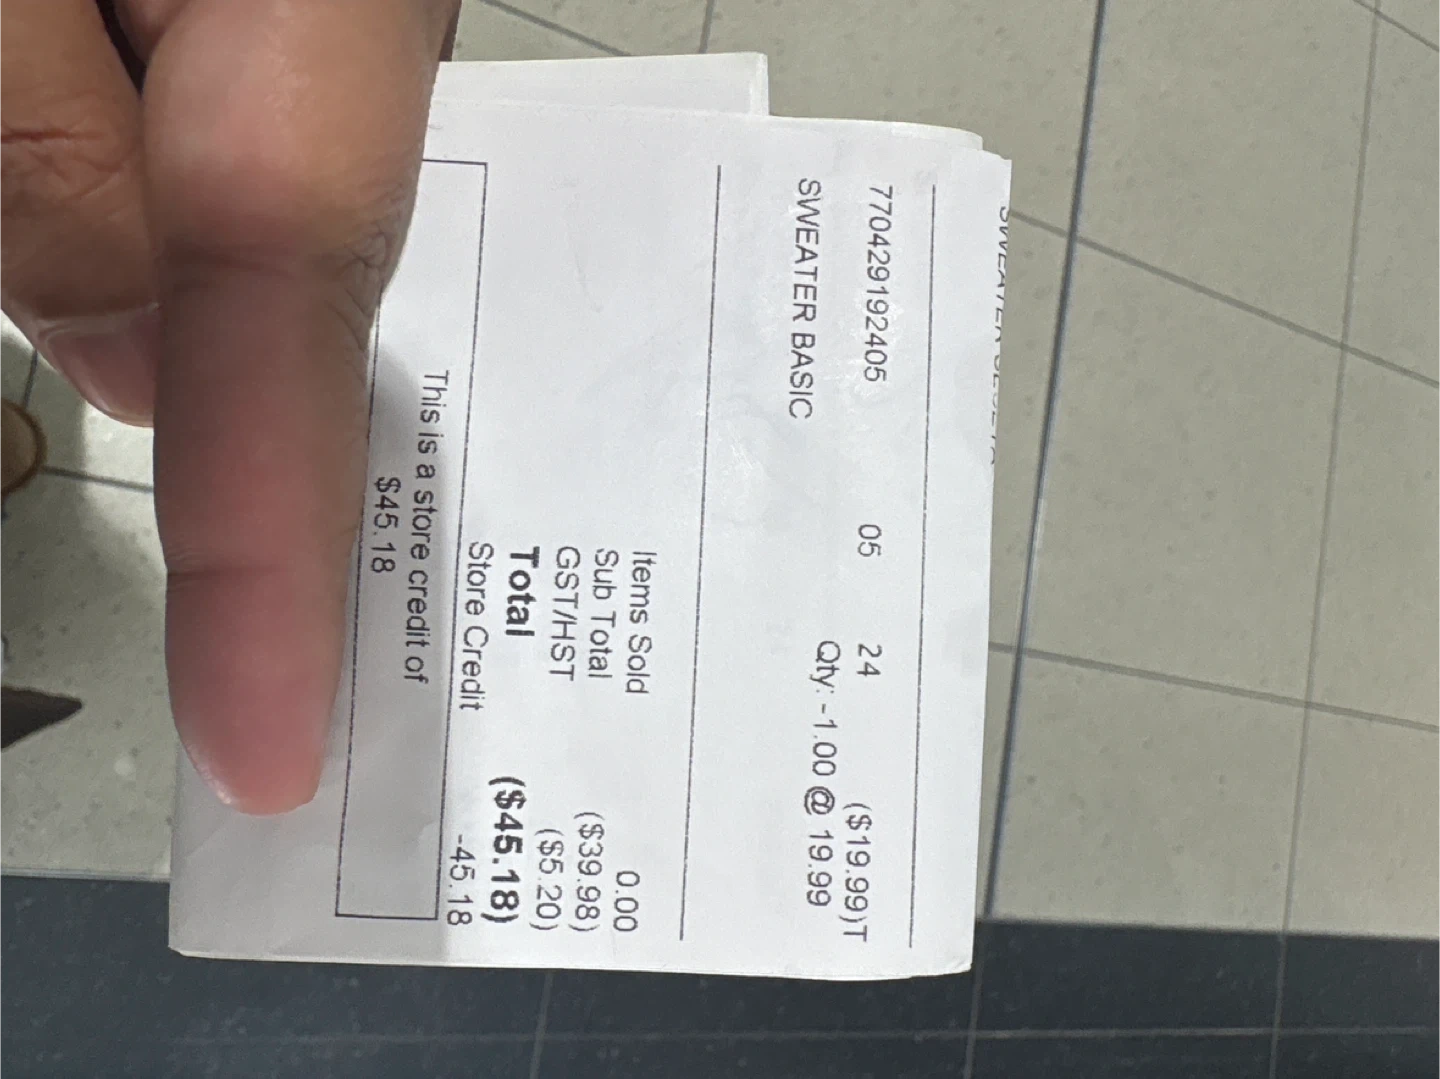 SWEATER
770429192405 05 24 ($19.99)T
SWEATER BASIC Qty: -1.00 @ 19.99
Items Sold 0.00
Sub Total ($39.98)
GST/HST ($5.20)
Total ($45.18)
Store Credit -45.18
This is a store credit of
$45.18